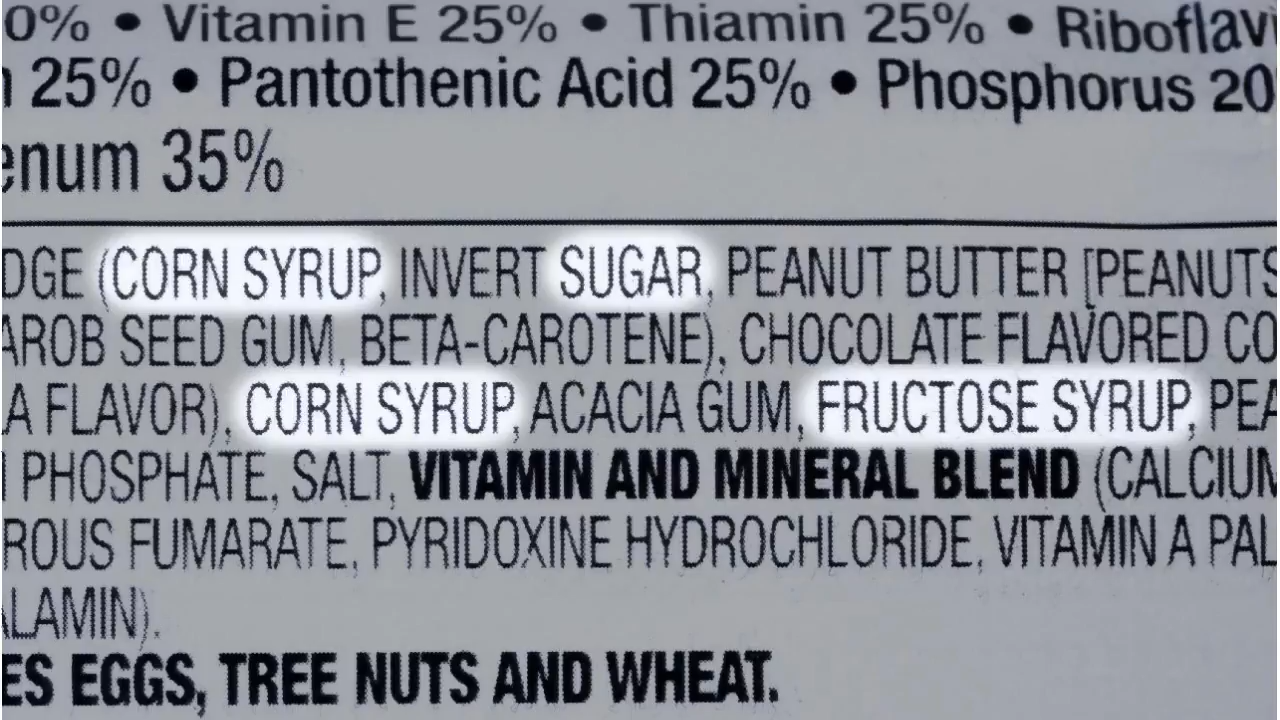 0% • Vitamin E 25% • Thiamin 25% • Riboflavi
25% • Pantothenic Acid 25% • Phosphorus 20
enum 35%
DGE (CORN SYRUP, INVERT SUGAR, PEANUT BUTTER [PEANUTS
AROB SEED GUM, BETA-CAROTENE), CHOCOLATE FLAVORED CO
A FLAVOR), CORN SYRUP, ACACIA GUM, FRUCTOSE SYRUP, PEA
PHOSPHATE, SALT, VITAMIN AND MINERAL BLEND (CALCIUM
ROUS FUMARATE, PYRIDOXINE HYDROCHLORIDE, VITAMIN A PAL
ALAMIN).
ES EGGS, TREE NUTS AND WHEAT.